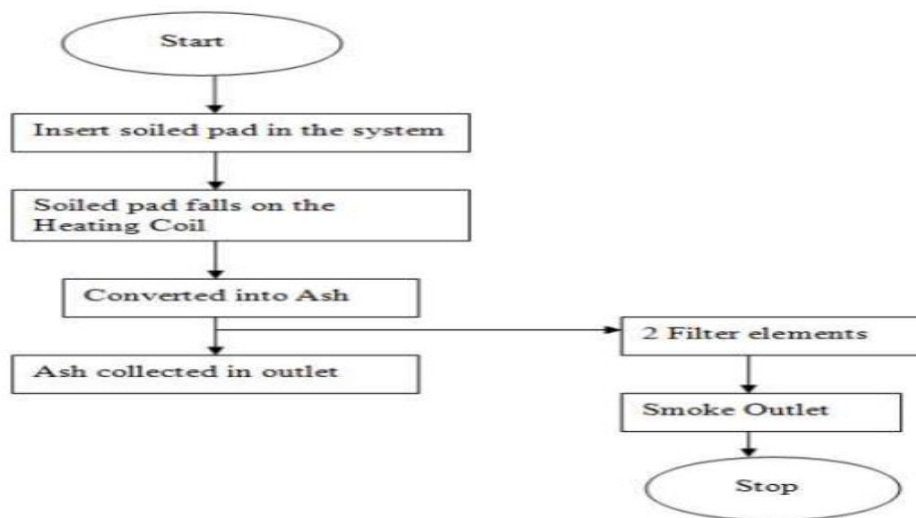 Start
Insert soiled pad in the system
Soiled pad falls on the
Heating Coil
Converted into Ash
Ash collected in outlet
2 Filter elements
Smoke Outlet
Stop